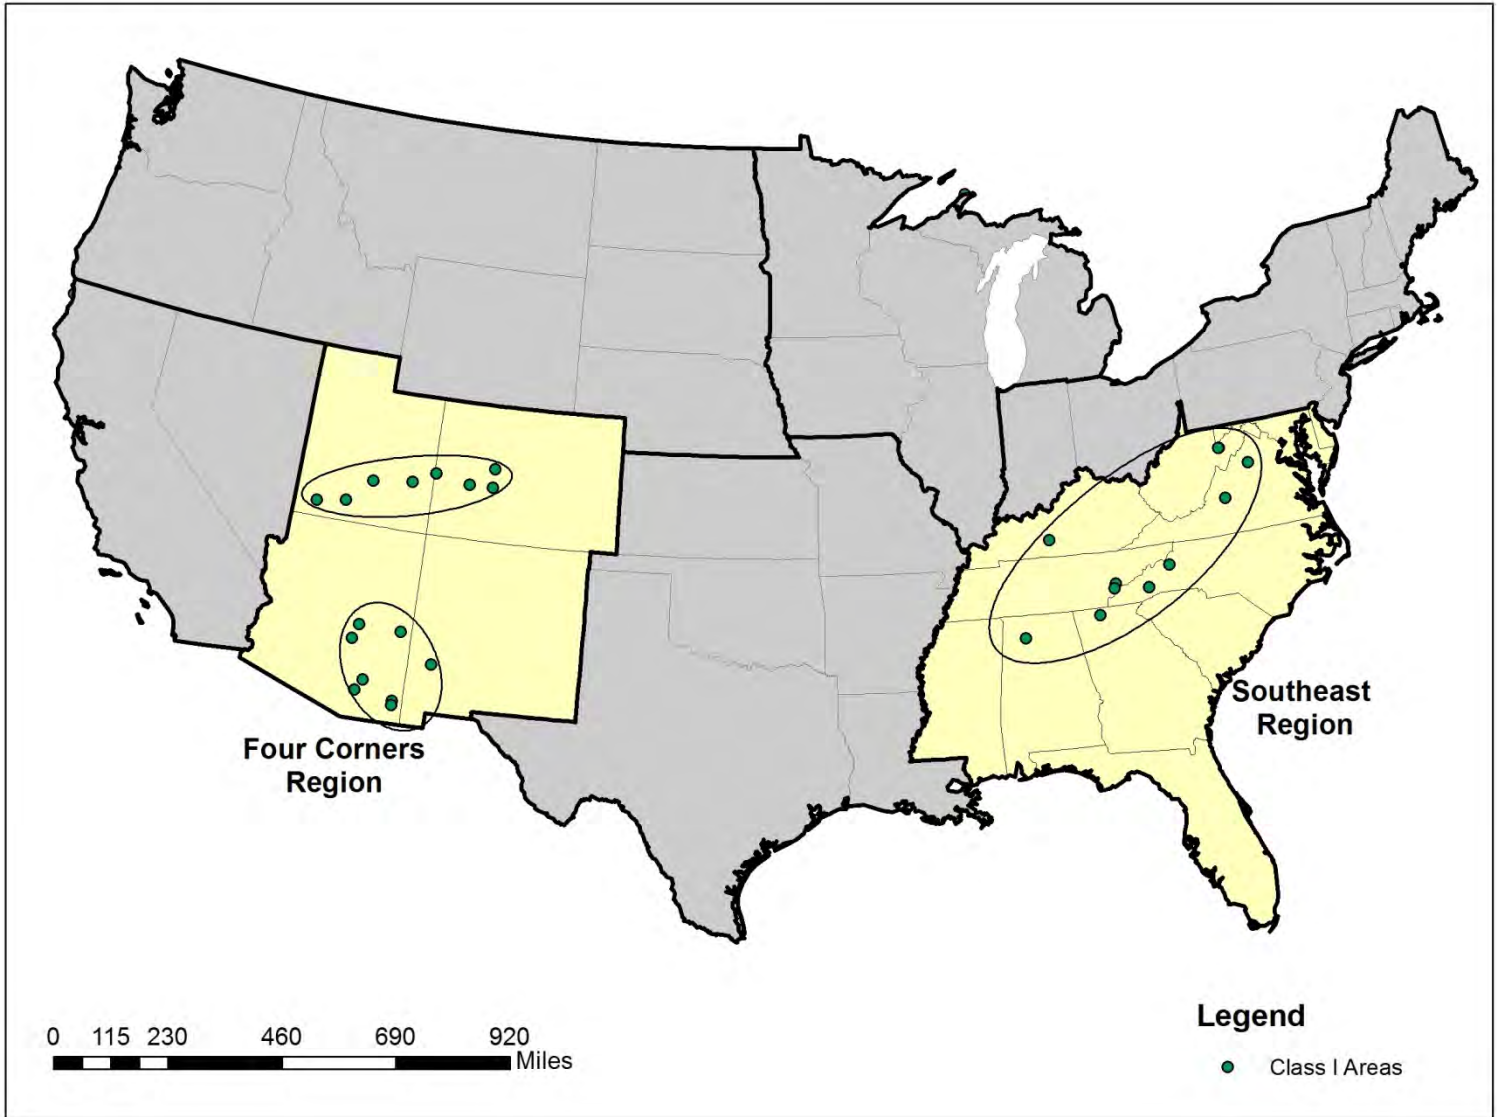 Southeast
Region
Four Corners
Region
Legend
Class I Areas
0 115 230 460 690 920
Miles